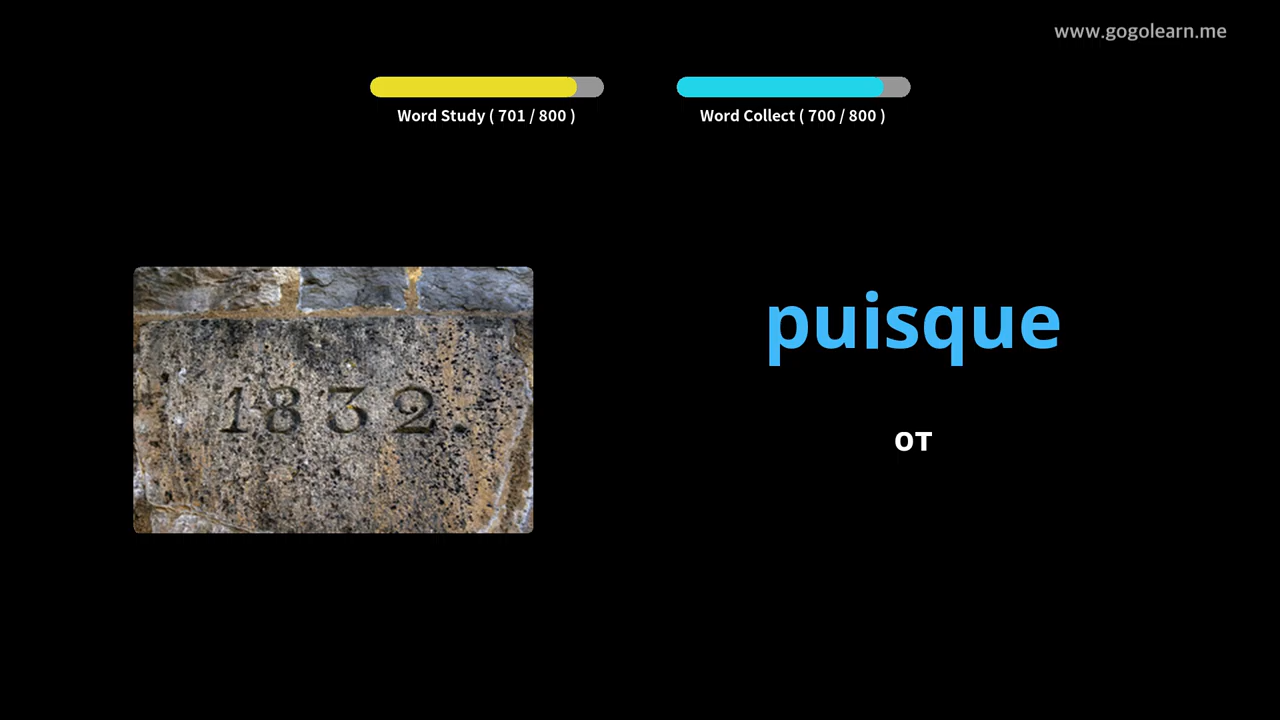 www.gogolearn.me
Word Study ( 701 / 800 )
Word Collect ( 700 / 800 )
puisque
1832.
от